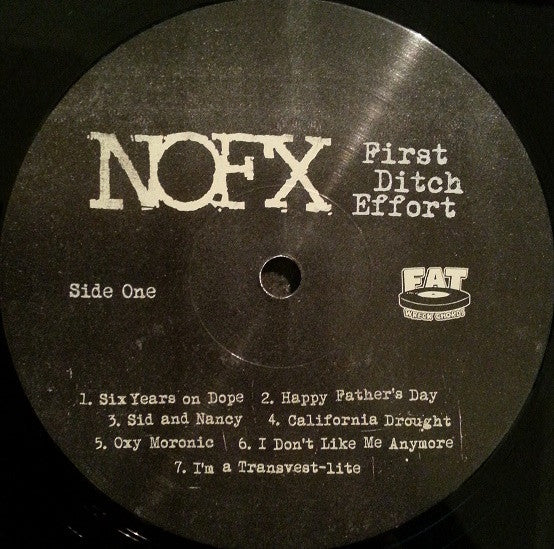 NOFX
First
Ditch
Effort
Side One
FAT
WRECK CHORDS
1. Six Years on Dope 2. Happy Father's Day
3. Sid and Nancy 4. California Drought
5. Oxy Moronic 6. I Don't Like Me Anymore
7. I'm a Transvest-lite